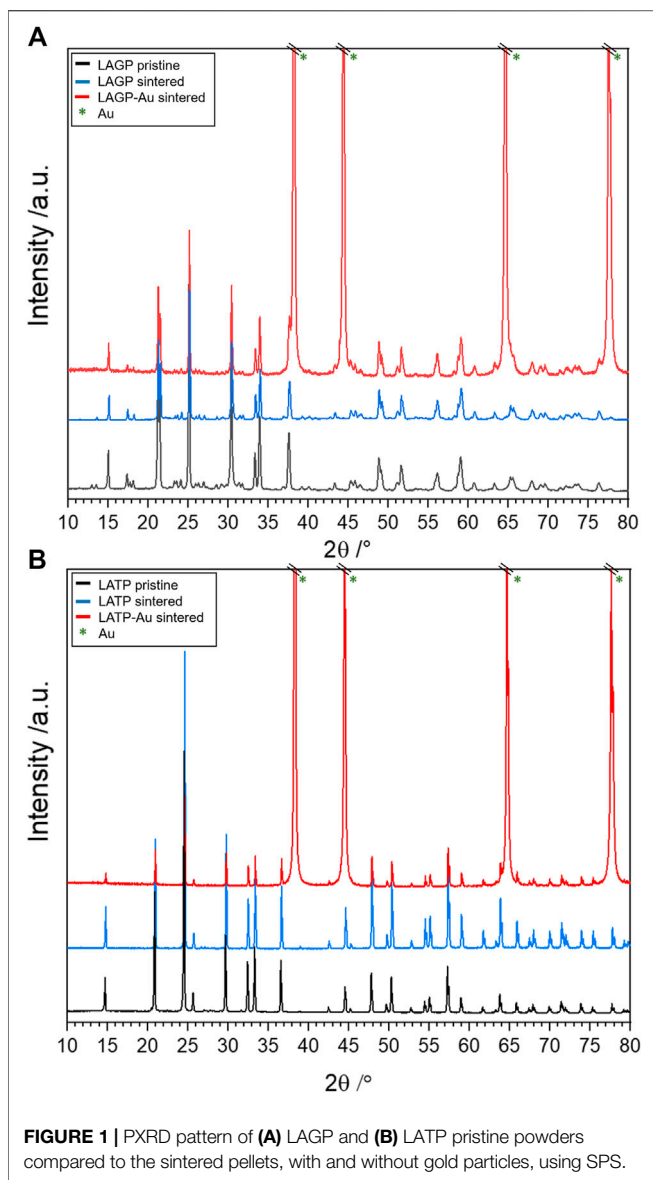 A
LAGP pristine
LAGP sintered
LAGP-Au sintered
* Au
* * * *
Intensity /a.u.
10 15 20 25 30 35 40 45 50 55 60 65 70 75 80
2θ /°
B
LATP pristine
LATP sintered
LATP-Au sintered
* Au
* * * *
Intensity /a.u.
10 15 20 25 30 35 40 45 50 55 60 65 70 75 80
2θ /°
FIGURE 1 | PXRD pattern of (A) LAGP and (B) LATP pristine powders
compared to the sintered pellets, with and without gold particles, using SPS.